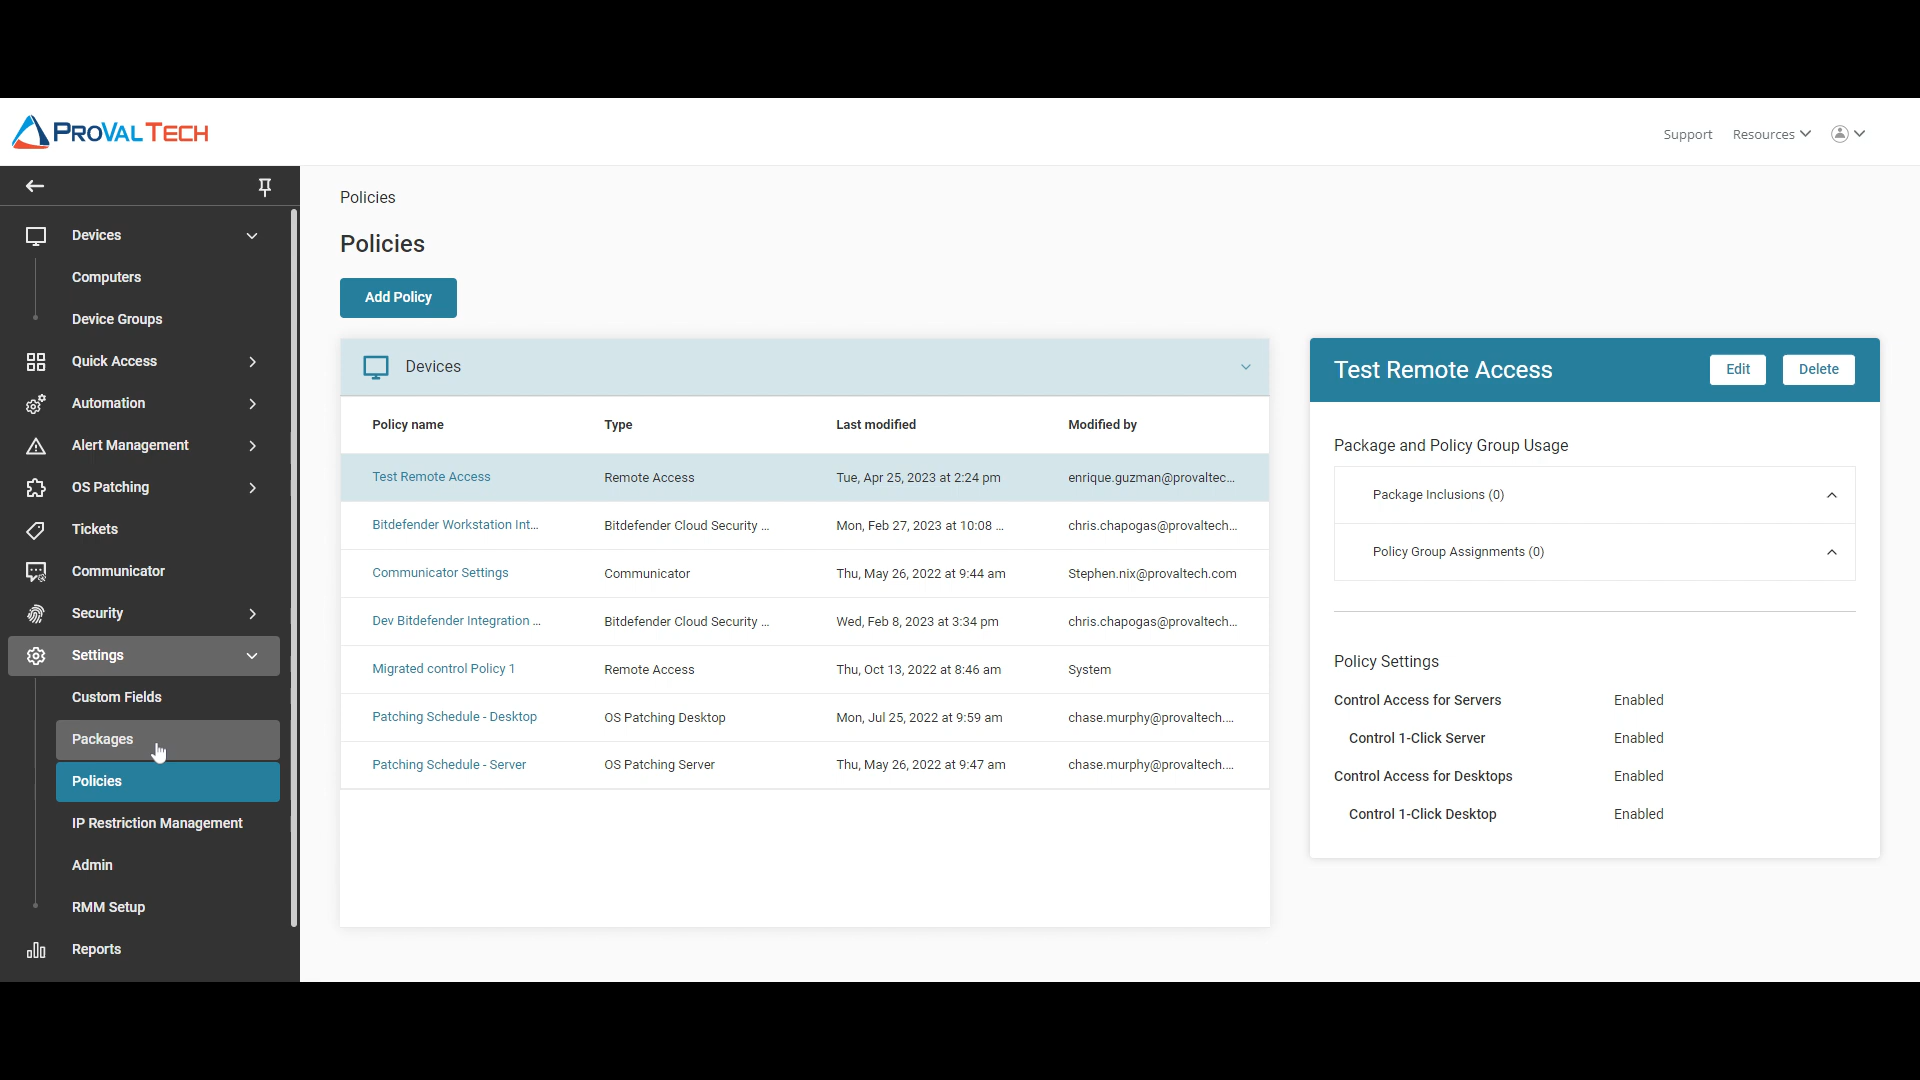 PROVAL TECH
Support Resources
Devices
Computers
Device Groups
Quick Access
Automation
Alert Management
OS Patching
Tickets
Communicator
Security
Settings
Custom Fields
Packages
Policies
IP Restriction Management
Admin
RMM Setup
Reports
Policies
Policies
Add Policy
Devices
Policy name Type Last modified Modified by
Test Remote Access Remote Access Tue, Apr 25, 2023 at 2:24 pm enrique.guzman@provaltec...
Bitdefender Workstation Int... Bitdefender Cloud Security ... Mon, Feb 27, 2023 at 10:08 ... chris.chapogas@provaltech...
Communicator Settings Communicator Thu, May 26, 2022 at 9:44 am Stephen.nix@provaltech.com
Dev Bitdefender Integration ... Bitdefender Cloud Security ... Wed, Feb 8, 2023 at 3:34 pm chris.chapogas@provaltech...
Migrated control Policy 1 Remote Access Thu, Oct 13, 2022 at 8:46 am System
Patching Schedule - Desktop OS Patching Desktop Mon, Jul 25, 2022 at 9:59 am chase.murphy@provaltech....
Patching Schedule - Server OS Patching Server Thu, May 26, 2022 at 9:47 am chase.murphy@provaltech....
Test Remote Access Edit Delete
Package and Policy Group Usage
Package Inclusions (0)
Policy Group Assignments (0)
Policy Settings
Control Access for Servers Enabled
Control 1-Click Server Enabled
Control Access for Desktops Enabled
Control 1-Click Desktop Enabled